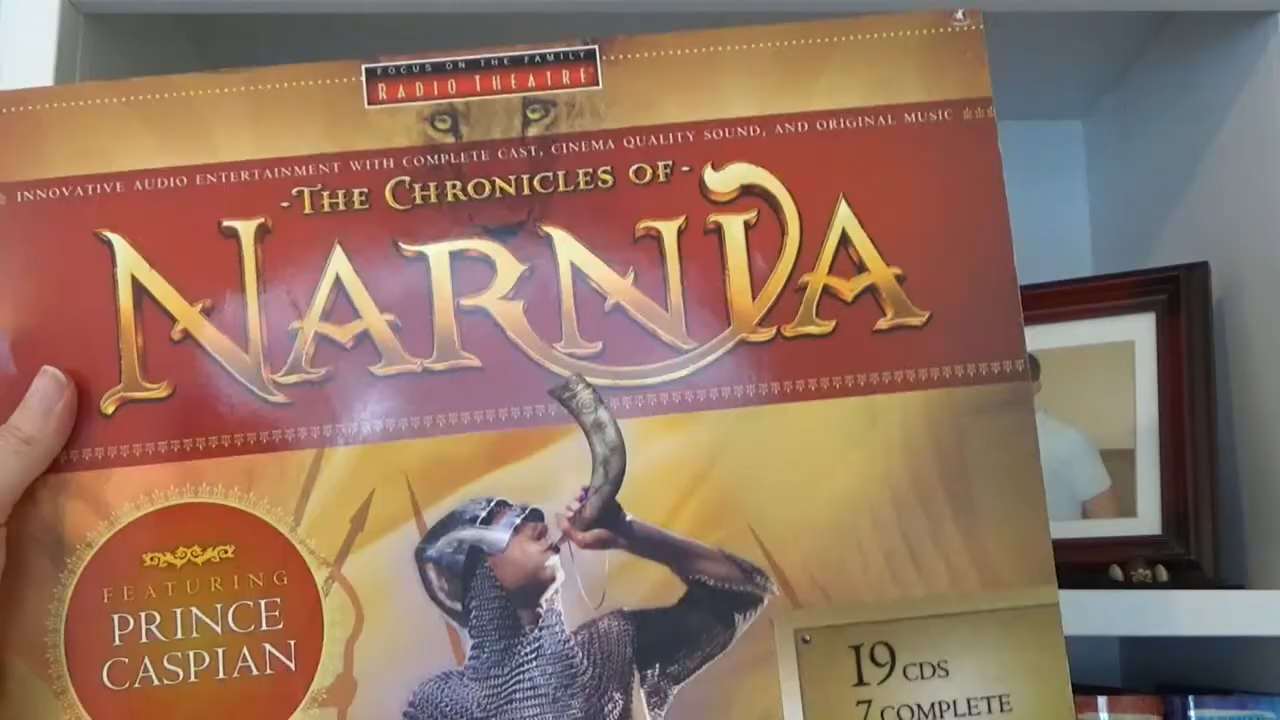 FOCUS ON THE FAMILY
RADIO THEATRE®
INNOVATIVE AUDIO ENTERTAINMENT WITH COMPLETE CAST, CINEMA QUALITY SOUND, AND ORIGINAL MUSIC
-THE CHRONICLES OF-
NARNIA
FEATURING
PRINCE
CASPIAN
19 CDS
7 COMPLETE